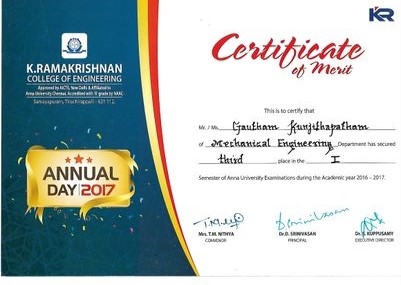 KR
K.RAMAKRISHNAN
COLLEGE OF ENGINEERING
Approved by AICTE, New Delhi & Affiliated to
Anna University Chennai, Accredited with 'A' grade by NAAC
Samayapuram, Tiruchirappalli - 621 112.
ANNUAL
DAY | 2017
Certificate
of Merit
This is to certify that
Mr. / Ms. Gautham Kunjithapatham
of Mechanical Engineering Department has secured
third place in the I
Semester of Anna University Examinations during the Academic year 2016 – 2017.
Mrs. T.M. NITHYA
CONVENOR
Dr.D. SRINIVASAN
PRINCIPAL
Dr. KUPPUSAMY
EXECUTIVE DIRECTOR